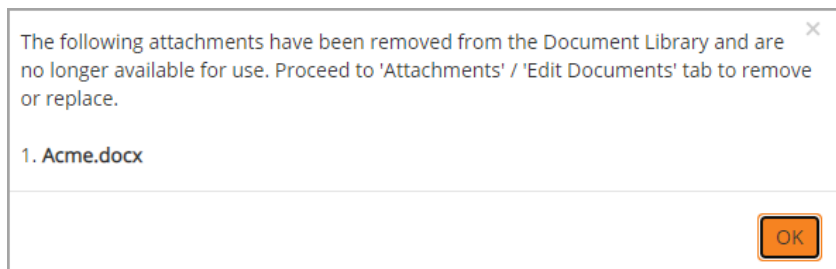 The following attachments have been removed from the Document Library and are
no longer available for use. Proceed to 'Attachments' / 'Edit Documents' tab to remove
or replace.
1. Acme.docx
OK